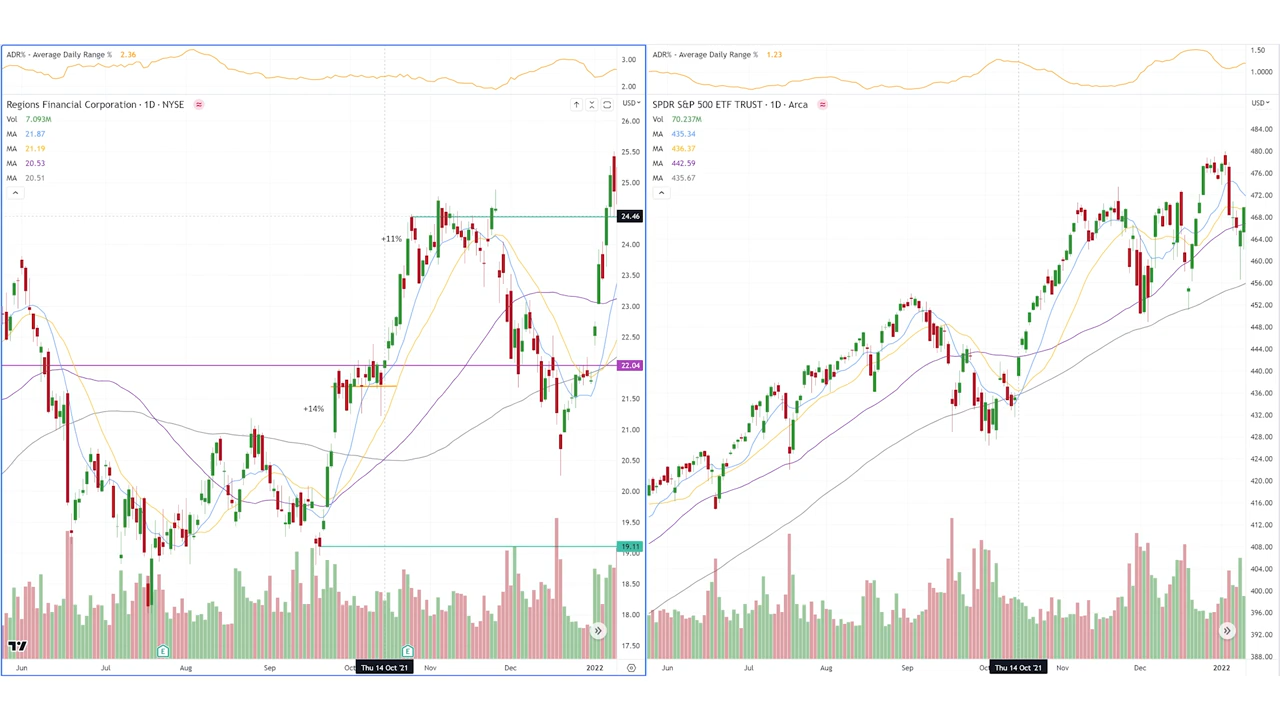 ADR% - Average Daily Range % 2.36
3.00
2.00
Regions Financial Corporation · 1D · NYSE
USD
Vol 7.093M
MA 21.87
MA 21.19
MA 20.53
MA 20.51
26.00
25.50
25.00
24.46
24.00
23.50
23.00
22.50
22.04
21.50
21.00
20.50
20.00
19.50
19.11
19.00
18.50
18.00
17.50
+11%
+14%
E
E
Jun
Jul
Aug
Sep
Oct
Thu 14 Oct '21
Nov
Dec
2022
ADR% - Average Daily Range % 1.23
1.50
1.0000
SPDR S&P 500 ETF TRUST · 1D · Arca
USD
Vol 70.237M
MA 435.34
MA 436.37
MA 442.59
MA 435.67
484.00
480.00
476.00
472.00
468.00
464.00
460.00
456.00
452.00
448.00
444.00
440.00
436.00
432.00
428.00
424.00
420.00
416.00
412.00
408.00
404.00
400.00
396.00
392.00
388.00
Jun
Jul
Aug
Sep
Oct
Thu 14 Oct '21
Nov
Dec
2022